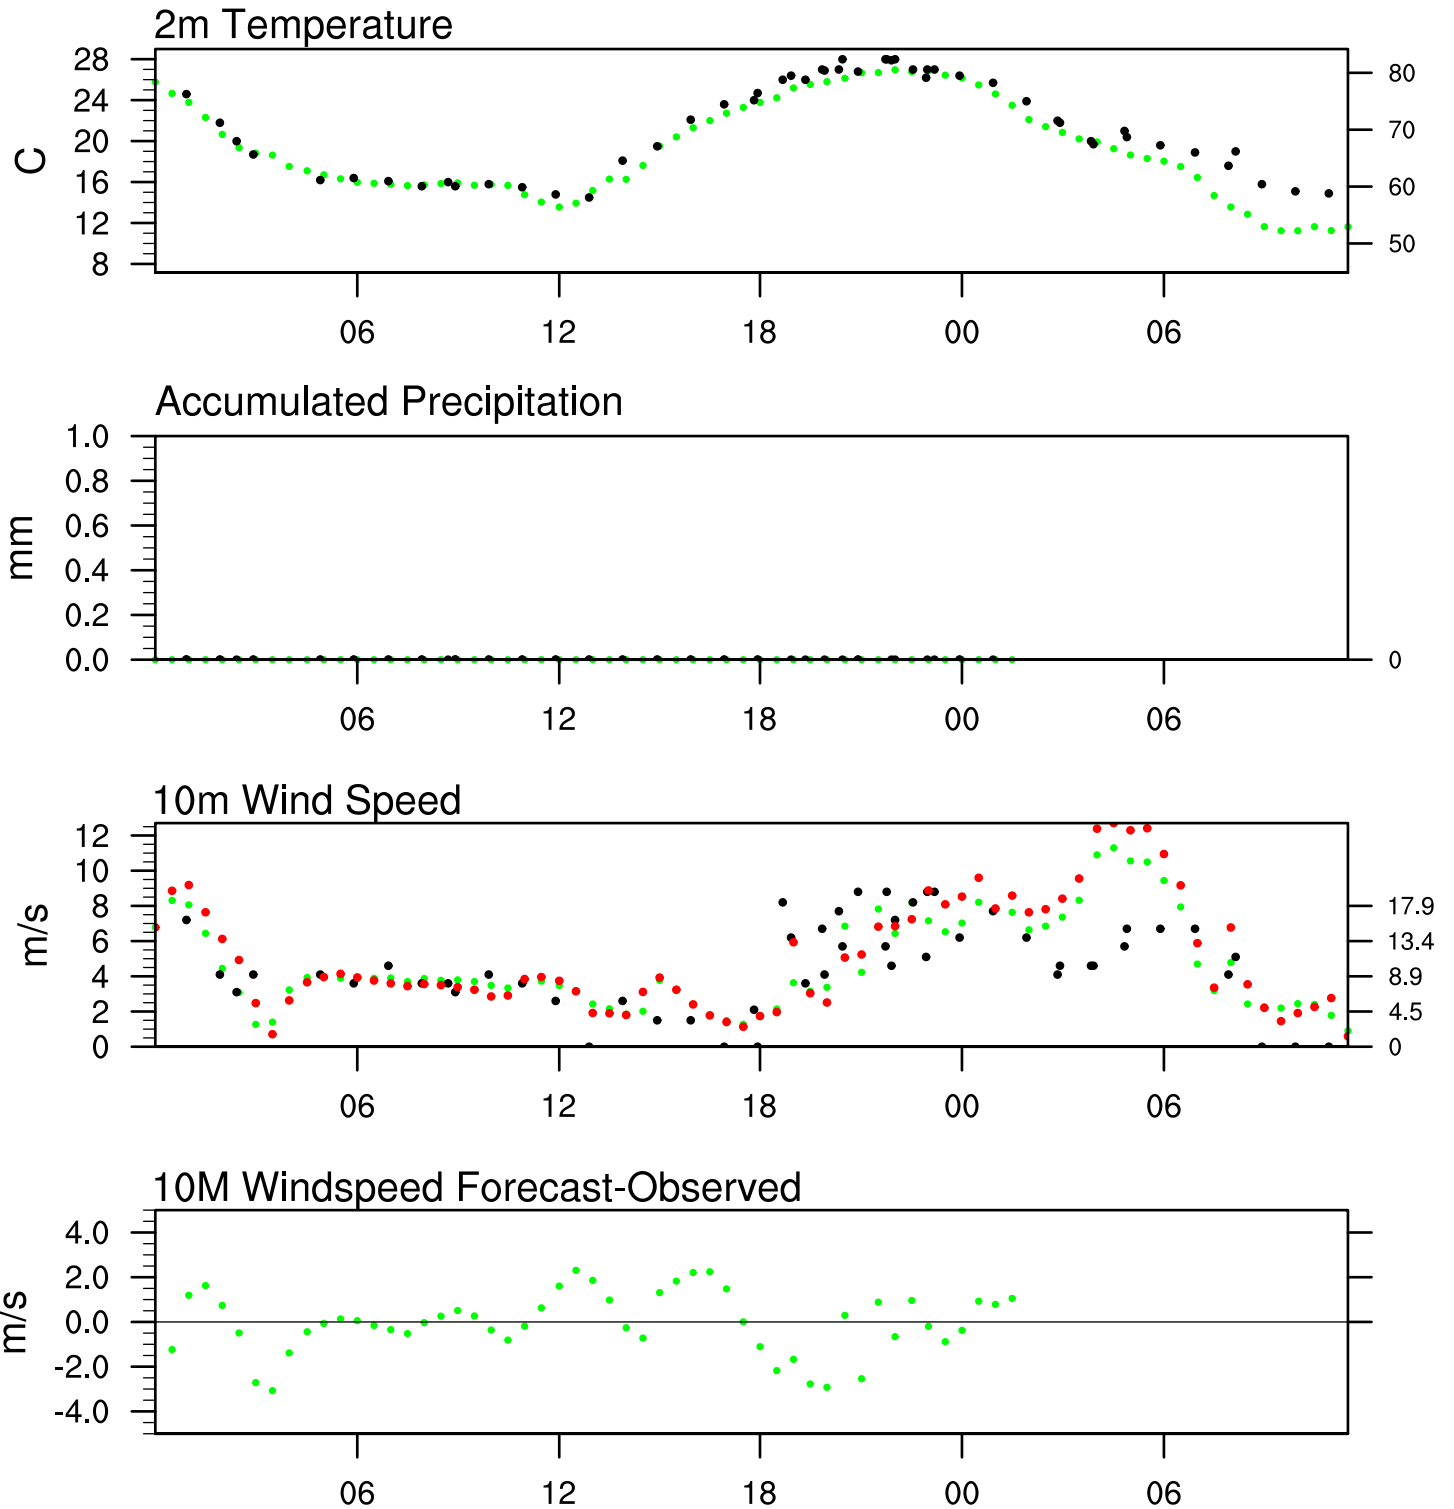 2m Temperature
28
24
20
16
12
8
C
80
70
60
50
06 12 18 00 06
Accumulated Precipitation
1.0
0.8
0.6
0.4
0.2
0.0
mm
0
06 12 18 00 06
10m Wind Speed
12
10
8
6
4
2
0
m/s
17.9
13.4
8.9
4.5
0
06 12 18 00 06
10M Windspeed Forecast-Observed
4.0
2.0
0.0
-2.0
-4.0
m/s
06 12 18 00 06